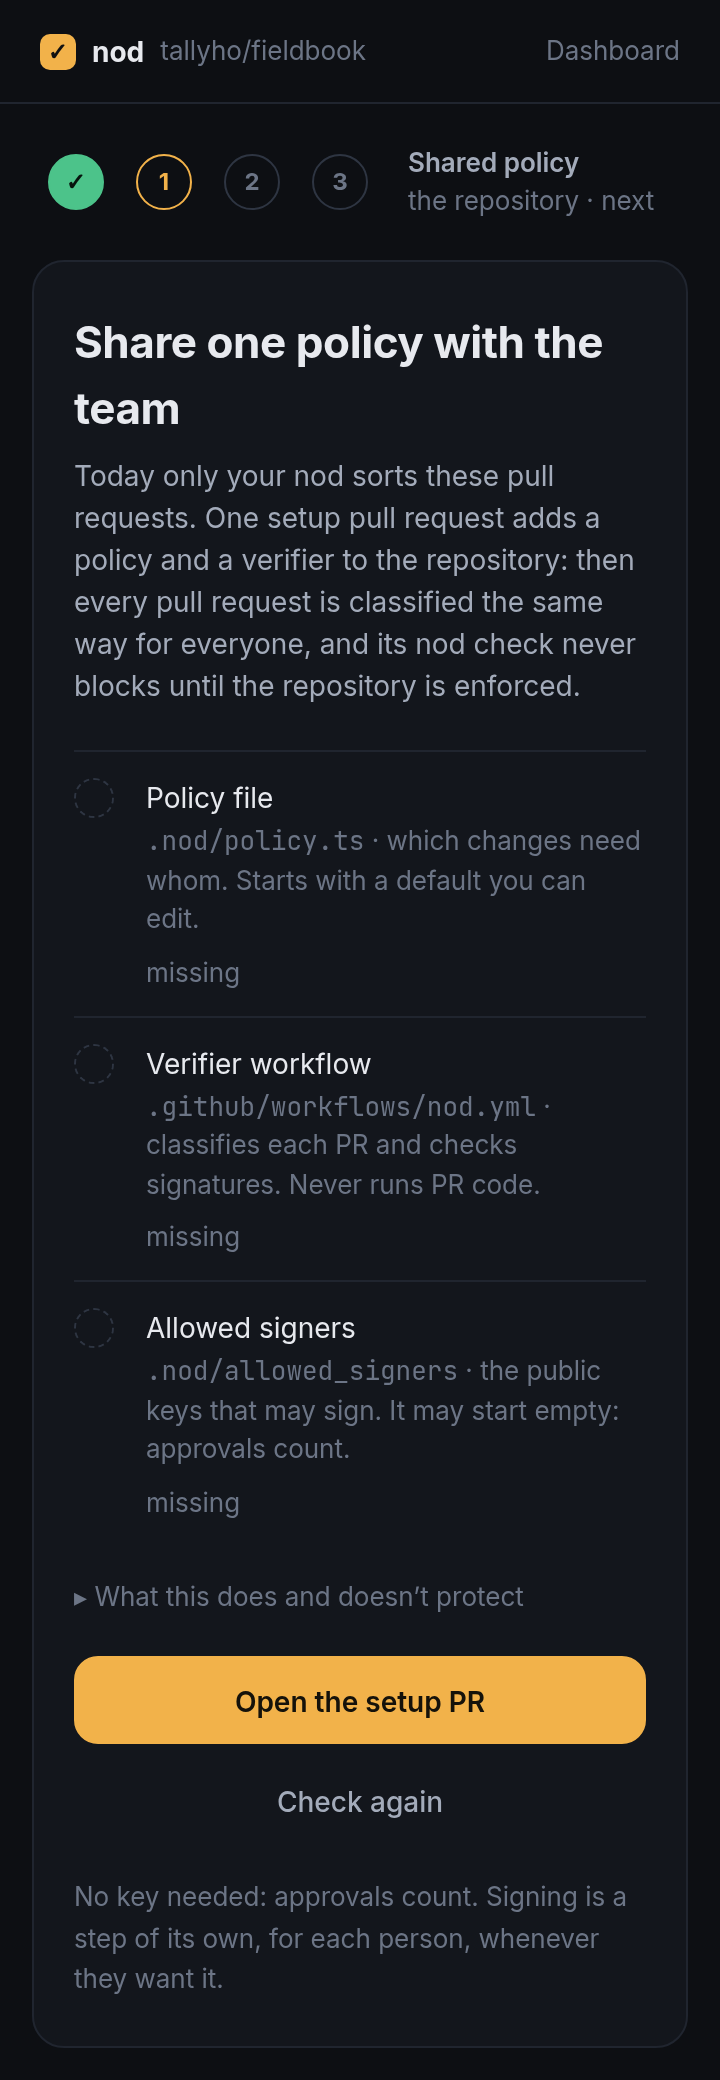 ✓ nod tallyho/fieldbook Dashboard
✓ 1 2 3 Shared policy
the repository · next
Share one policy with the
team
Today only your nod sorts these pull
requests. One setup pull request adds a
policy and a verifier to the repository: then
every pull request is classified the same
way for everyone, and its nod check never
blocks until the repository is enforced.
Policy file
.nod/policy.ts · which changes need
whom. Starts with a default you can
edit.
missing
Verifier workflow
.github/workflows/nod.yml ·
classifies each PR and checks
signatures. Never runs PR code.
missing
Allowed signers
.nod/allowed_signers · the public
keys that may sign. It may start empty:
approvals count.
missing
▸ What this does and doesn’t protect
Open the setup PR
Check again
No key needed: approvals count. Signing is a
step of its own, for each person, whenever
they want it.